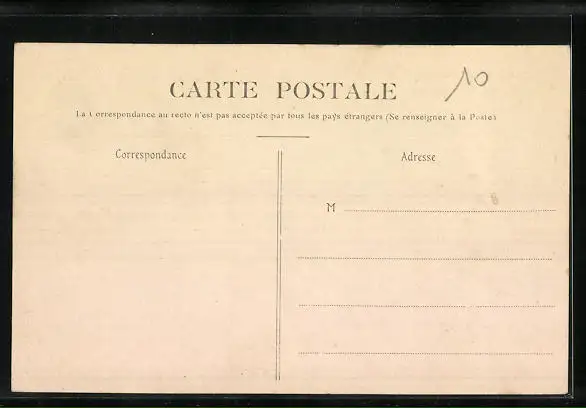 CARTE POSTALE
10
La Correspondance au recto n'est pas acceptée par tous les pays étrangers (Se renseigner à la Poste)
Correspondance
Adresse
M